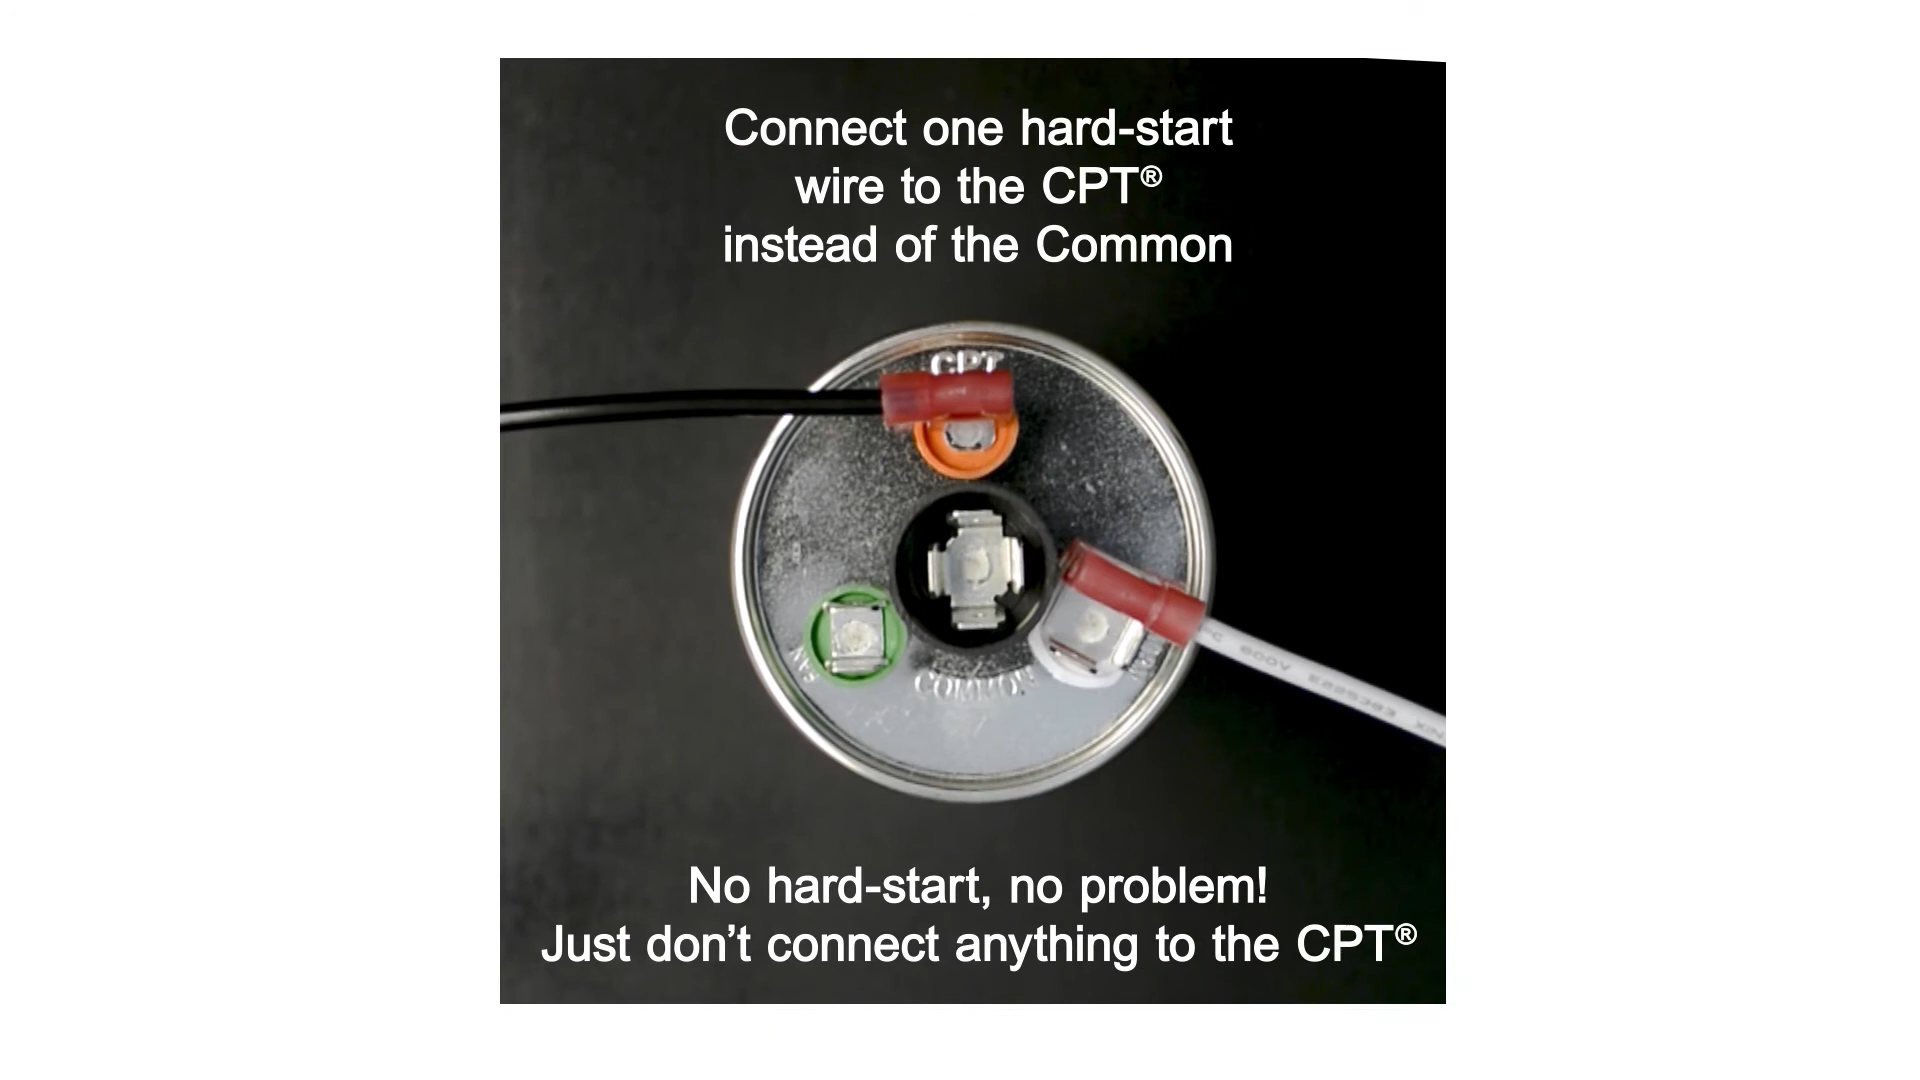 Connect one hard-start
wire to the CPT®
instead of the Common
CPT
FAN
COMMON
No hard-start, no problem!
Just don’t connect anything to the CPT®